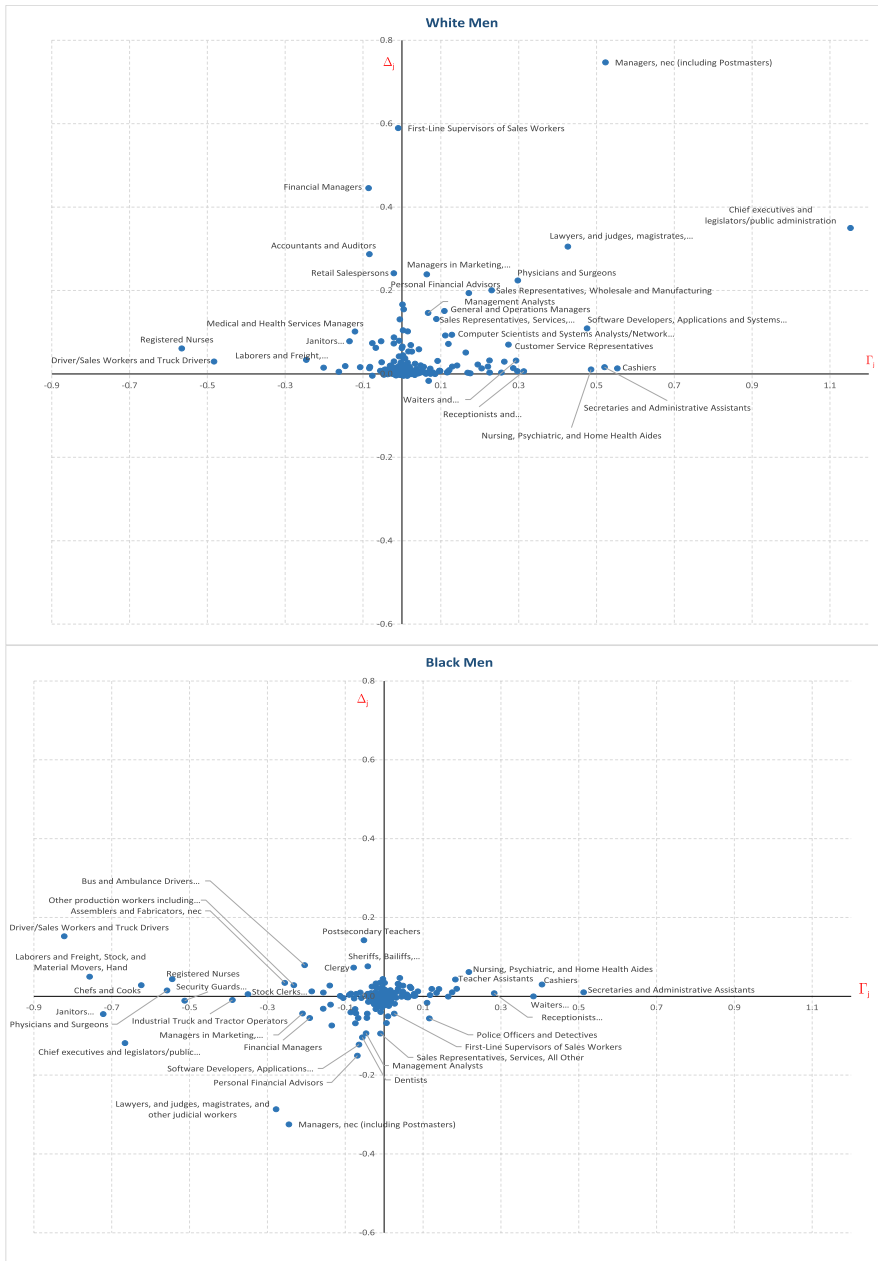 White Men
0.8
Δj
Managers, nec (including Postmasters)
0.6
First-Line Supervisors of Sales Workers
Financial Managers
0.4
Chief executives and
legislators/public administration
Lawyers, and judges, magistrates,...
Accountants and Auditors
Retail Salespersons
Managers in Marketing,...
Physicians and Surgeons
Personal Financial Advisors
0.2
Sales Representatives, Wholesale and Manufacturing
Management Analysts
General and Operations Managers
Sales Representatives, Services,...
Software Developers, Applications and Systems...
Medical and Health Services Managers
Registered Nurses
Janitors...
Computer Scientists and Systems Analysts/Network...
Customer Service Representatives
Driver/Sales Workers and Truck Drivers
Laborers and Freight,...
Cashiers
Γi
-0.9
-0.7
-0.5
-0.3
-0.1
0.1
0.3
0.5
0.7
0.9
1.1
Waiters and...
Receptionists and...
Secretaries and Administrative Assistants
Nursing, Psychiatric, and Home Health Aides
-0.2
-0.4
-0.6
Black Men
0.8
Δj
0.6
0.4
Bus and Ambulance Drivers...
Other production workers including...
Assemblers and Fabricators, nec
0.2
Driver/Sales Workers and Truck Drivers
Postsecondary Teachers
Laborers and Freight, Stock, and
Material Movers, Hand
Sheriffs, Bailiffs,...
Clergy
Registered Nurses
Nursing, Psychiatric, and Home Health Aides
Teacher Assistants
Cashiers
Chefs and Cooks
Security Guards...
Stock Clerks...
Secretaries and Administrative Assistants
Γi
-0.9
-0.7
-0.5
-0.3
-0.1
0.1
0.3
0.5
0.7
0.9
1.1
Waiters...
Receptionists...
Janitors...
Physicians and Surgeons
Industrial Truck and Tractor Operators
Managers in Marketing,...
Police Officers and Detectives
Financial Managers
First-Line Supervisors of Sales Workers
Chief executives and legislators/public...
Sales Representatives, Services, All Other
Software Developers, Applications...
Management Analysts
Personal Financial Advisors
Dentists
-0.2
Lawyers, and judges, magistrates, and
other judicial workers
Managers, nec (including Postmasters)
-0.4
-0.6